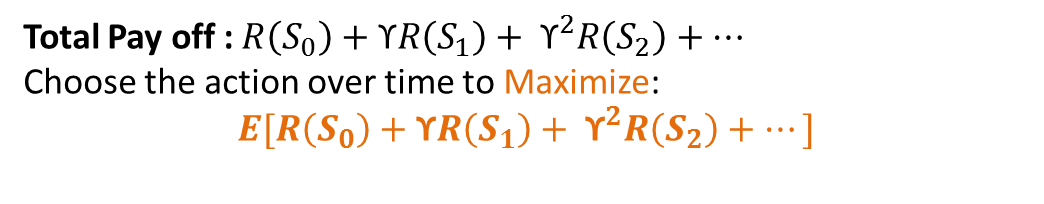 Total Pay off : R(S₀) + ϒR(S₁) + ϒ²R(S₂) + ⋯
Choose the action over time to Maximize:
E[R(S₀) + ϒR(S₁) + ϒ²R(S₂) + ⋯ ]